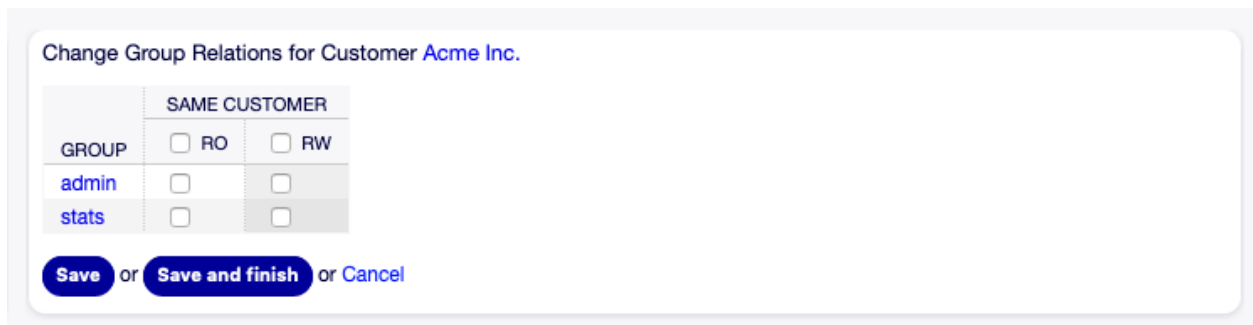 Change Group Relations for Customer Acme Inc.
SAME CUSTOMER
GROUP RO RW
admin
stats
Save or Save and finish or Cancel